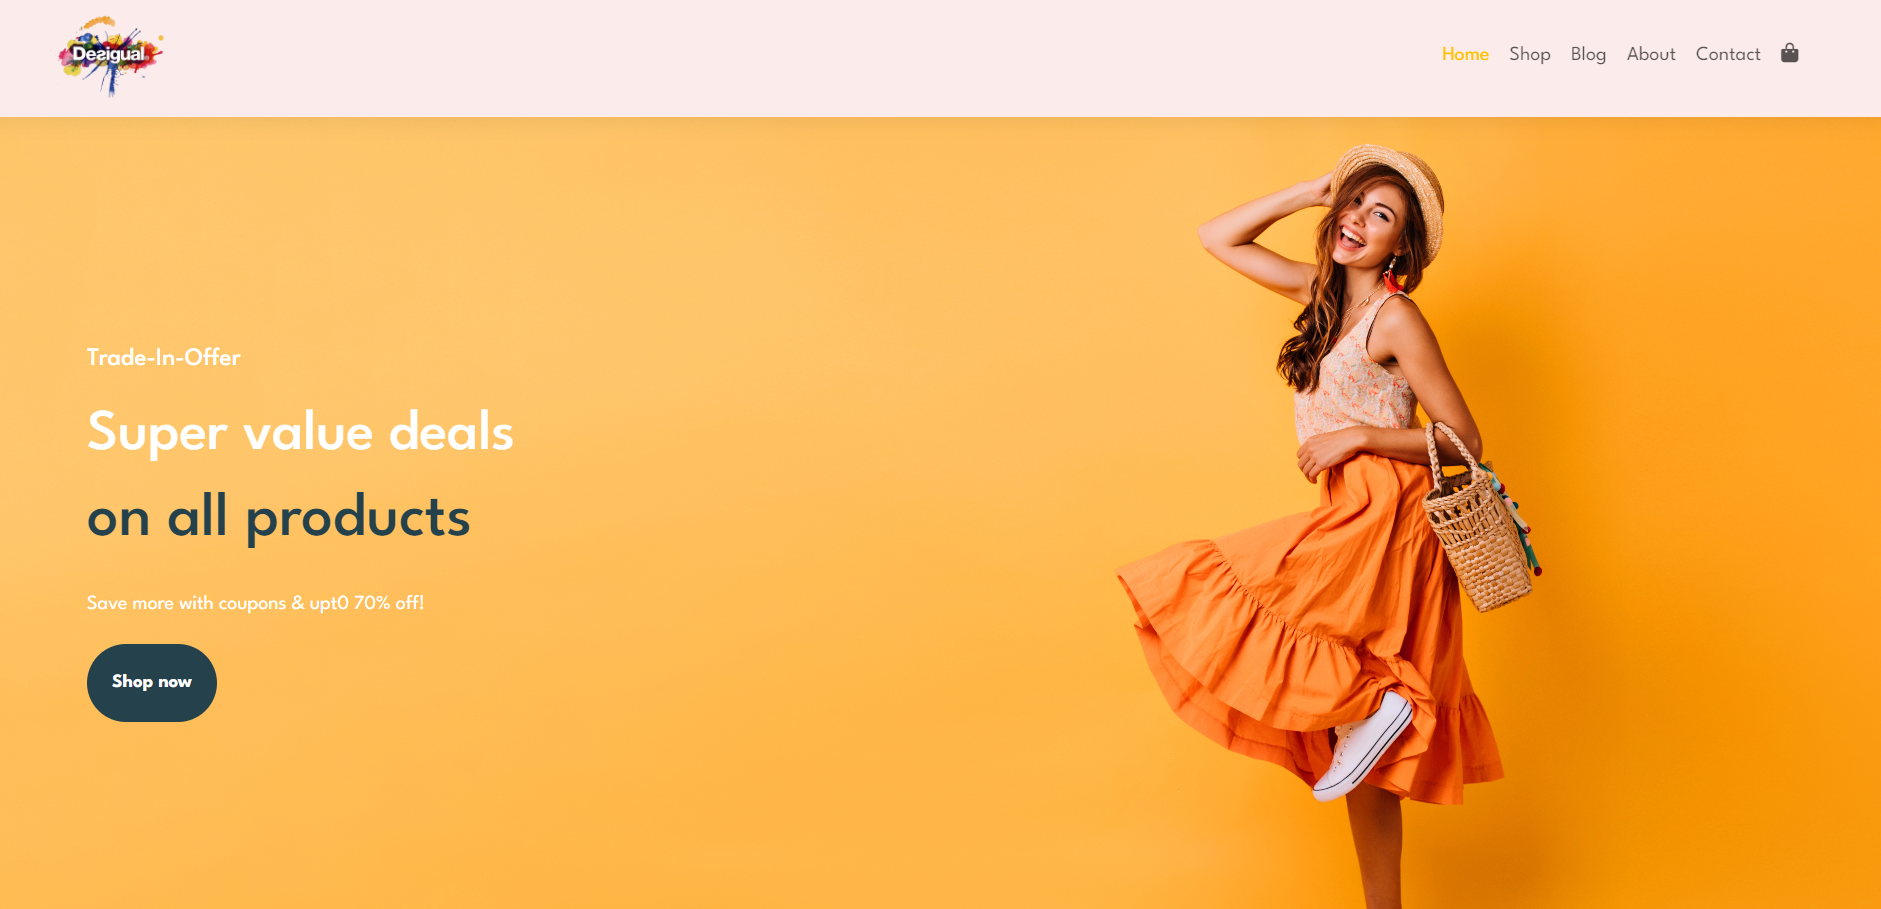 Desigual
Home Shop Blog About Contact
Trade-In-Offer
Super value deals
on all products
Save more with coupons & upt0 70% off!
Shop now